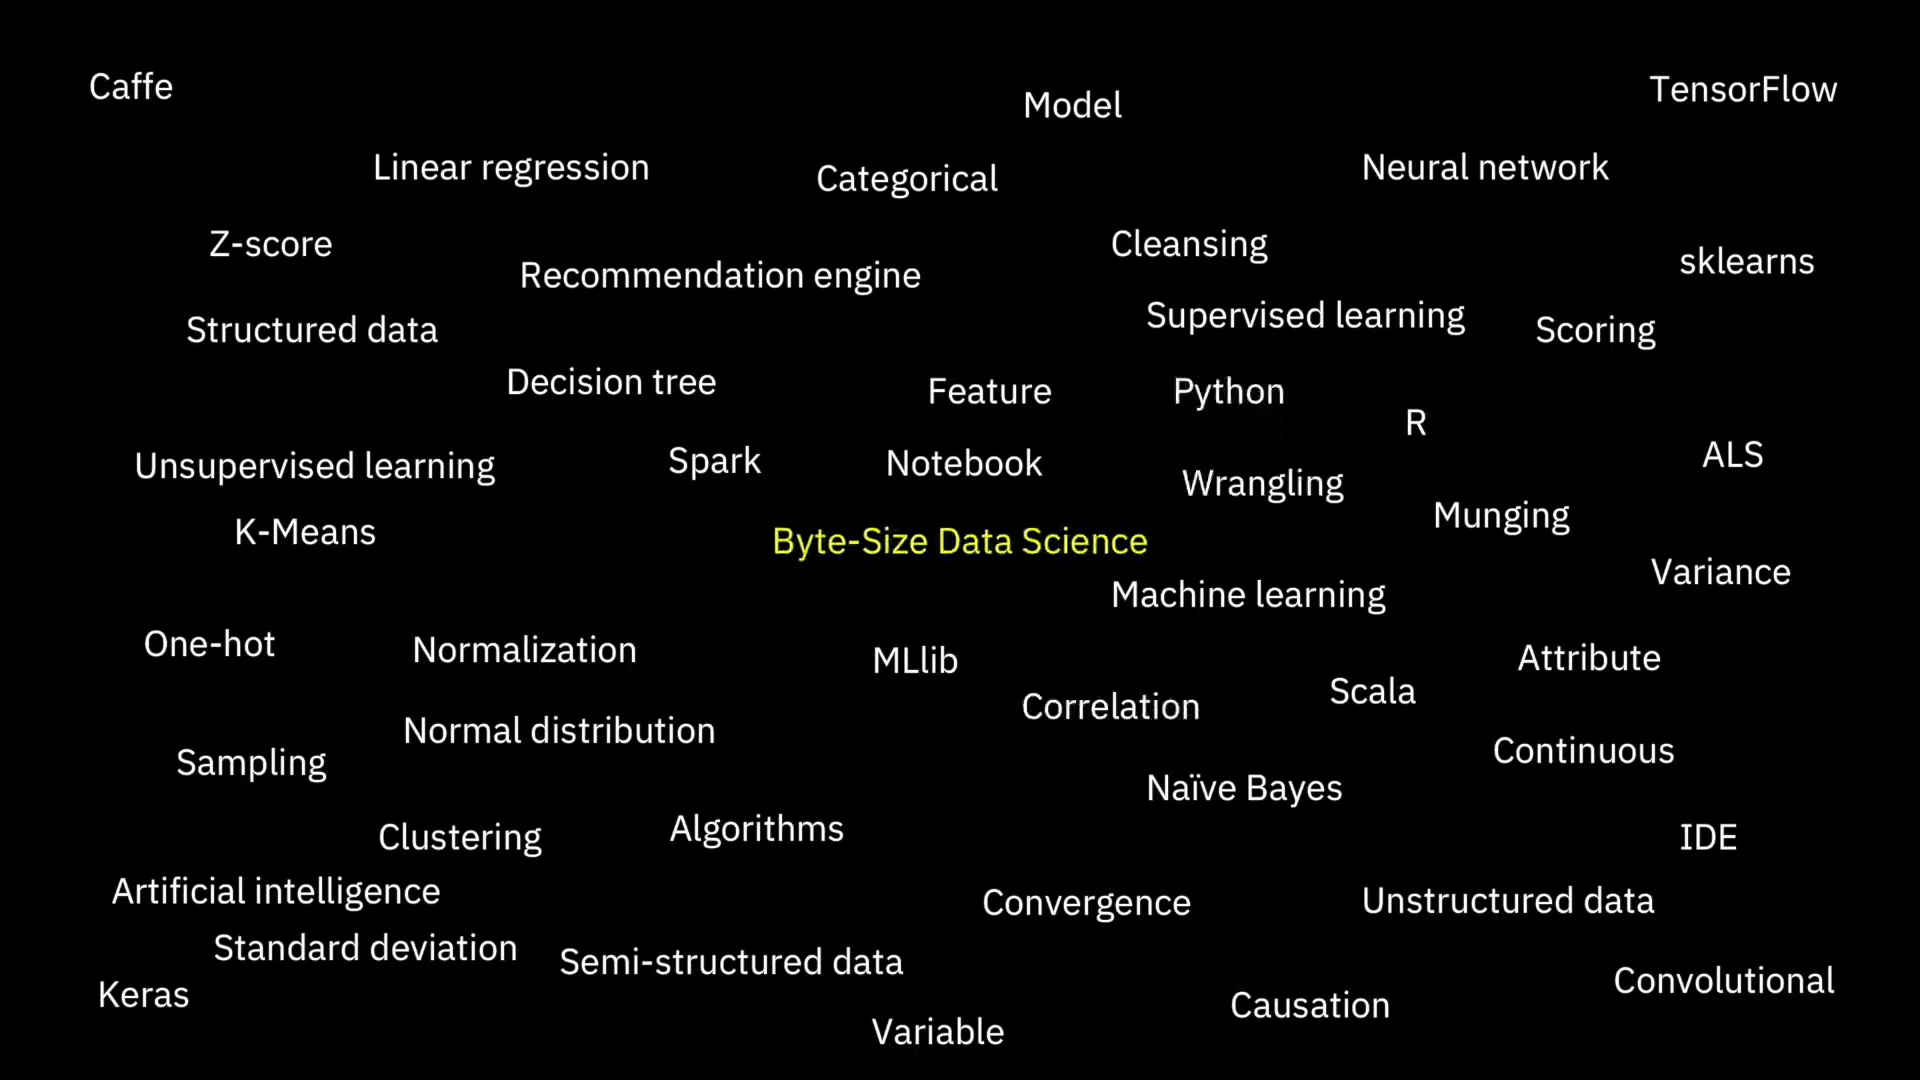 Caffe
Model
TensorFlow
Linear regression
Categorical
Neural network
Z-score
Recommendation engine
Cleansing
sklearns
Structured data
Supervised learning
Scoring
Decision tree
Feature
Python
R
Unsupervised learning
Spark
Notebook
Wrangling
ALS
K-Means
Byte-Size Data Science
Munging
Machine learning
Variance
One-hot
Normalization
MLlib
Attribute
Correlation
Scala
Sampling
Normal distribution
Continuous
Naïve Bayes
Clustering
Algorithms
IDE
Artificial intelligence
Convergence
Unstructured data
Standard deviation
Semi-structured data
Convolutional
Keras
Causation
Variable